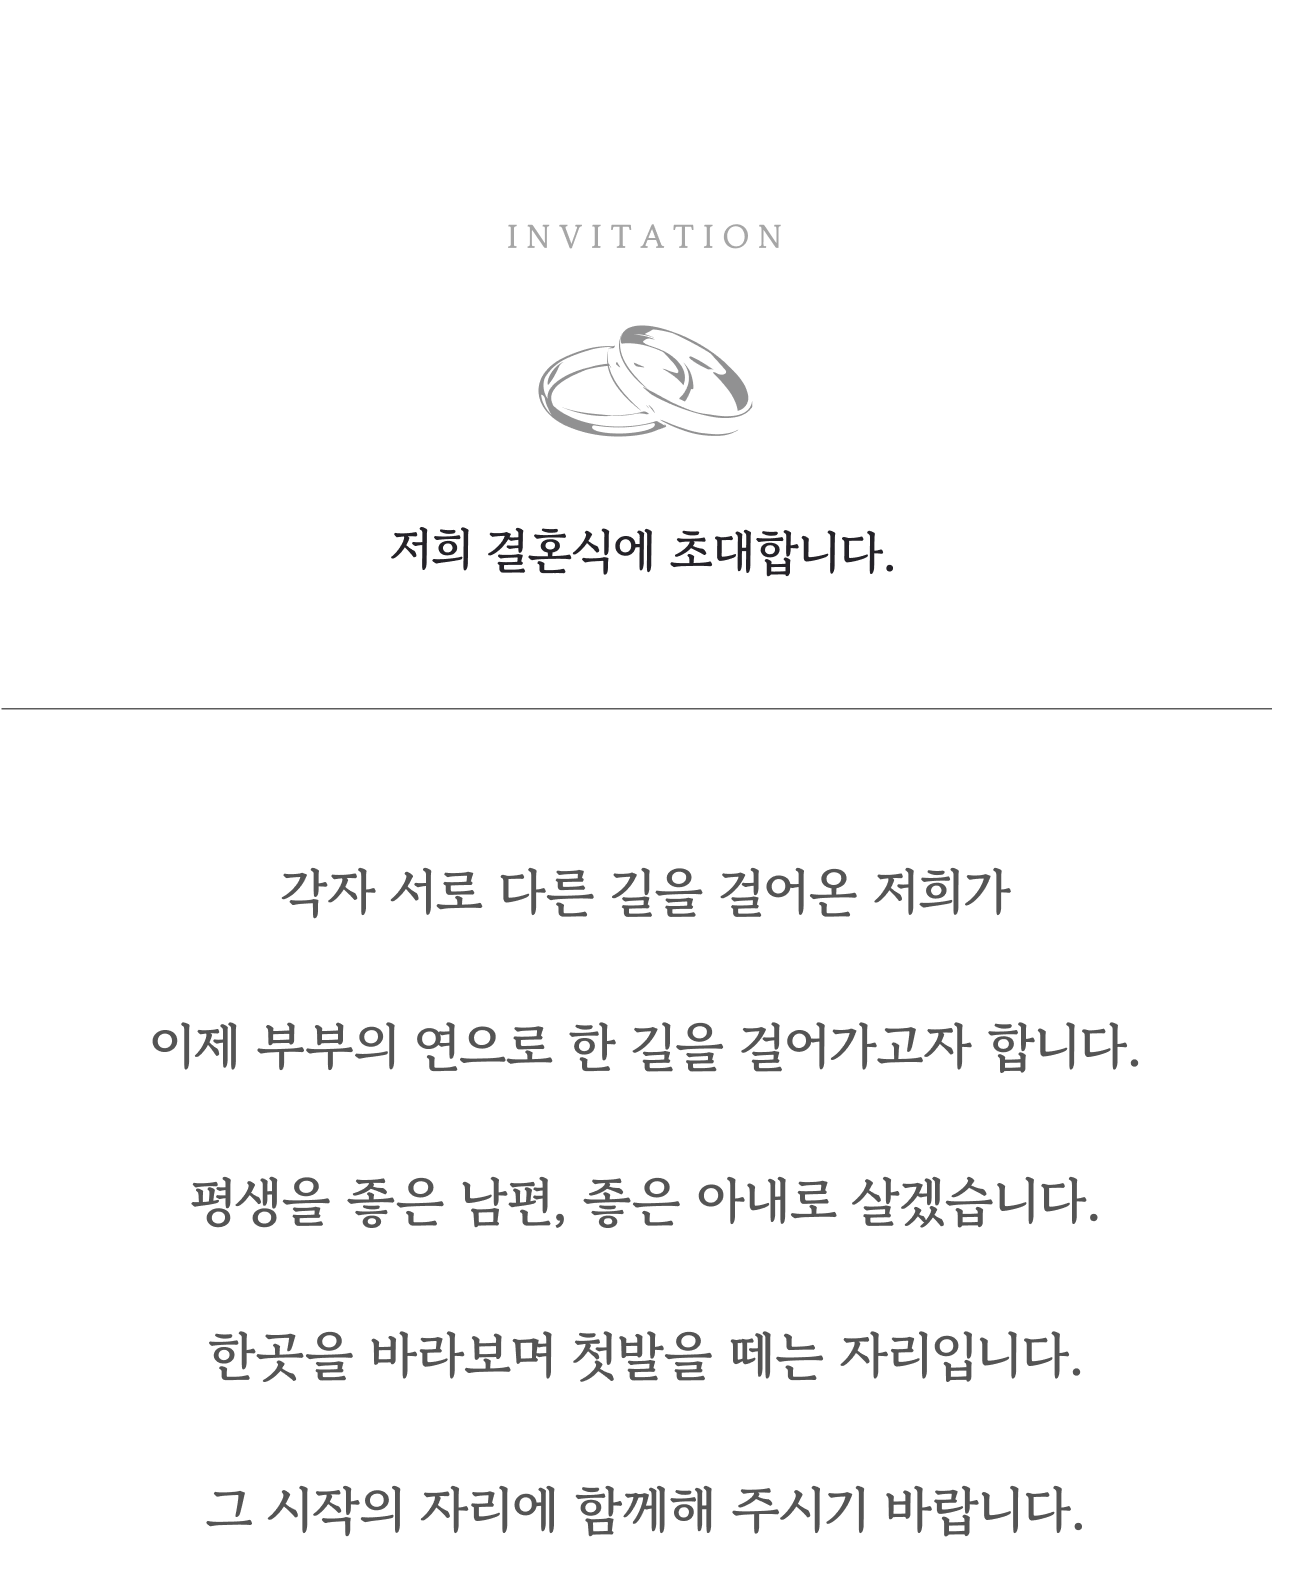 INVITATION
저희 결혼식에 초대합니다.
각자 서로 다른 길을 걸어온 저희가
이제 부부의 연으로 한 길을 걸어가고자 합니다.
평생을 좋은 남편, 좋은 아내로 살겠습니다.
한곳을 바라보며 첫발을 떼는 자리입니다.
그 시작의 자리에 함께해 주시기 바랍니다.